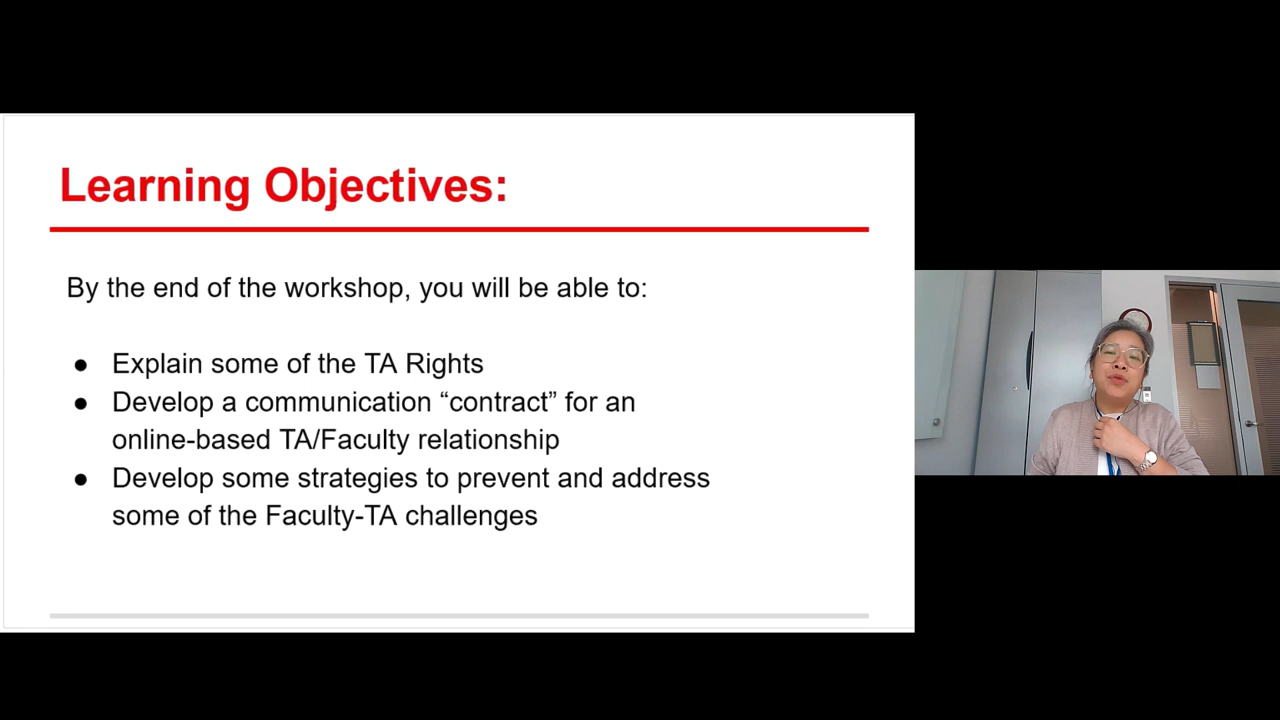 Learning Objectives:
By the end of the workshop, you will be able to:
● Explain some of the TA Rights
● Develop a communication “contract” for an
online-based TA/Faculty relationship
● Develop some strategies to prevent and address
some of the Faculty-TA challenges